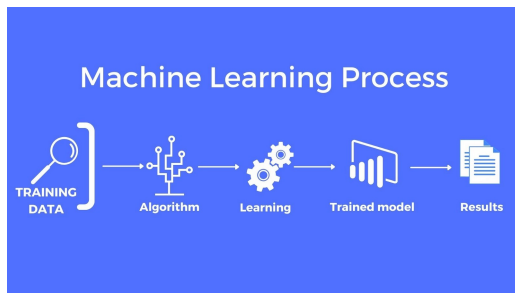 Machine Learning Process
TRAINING
DATA
Algorithm
Learning
Trained model
Results